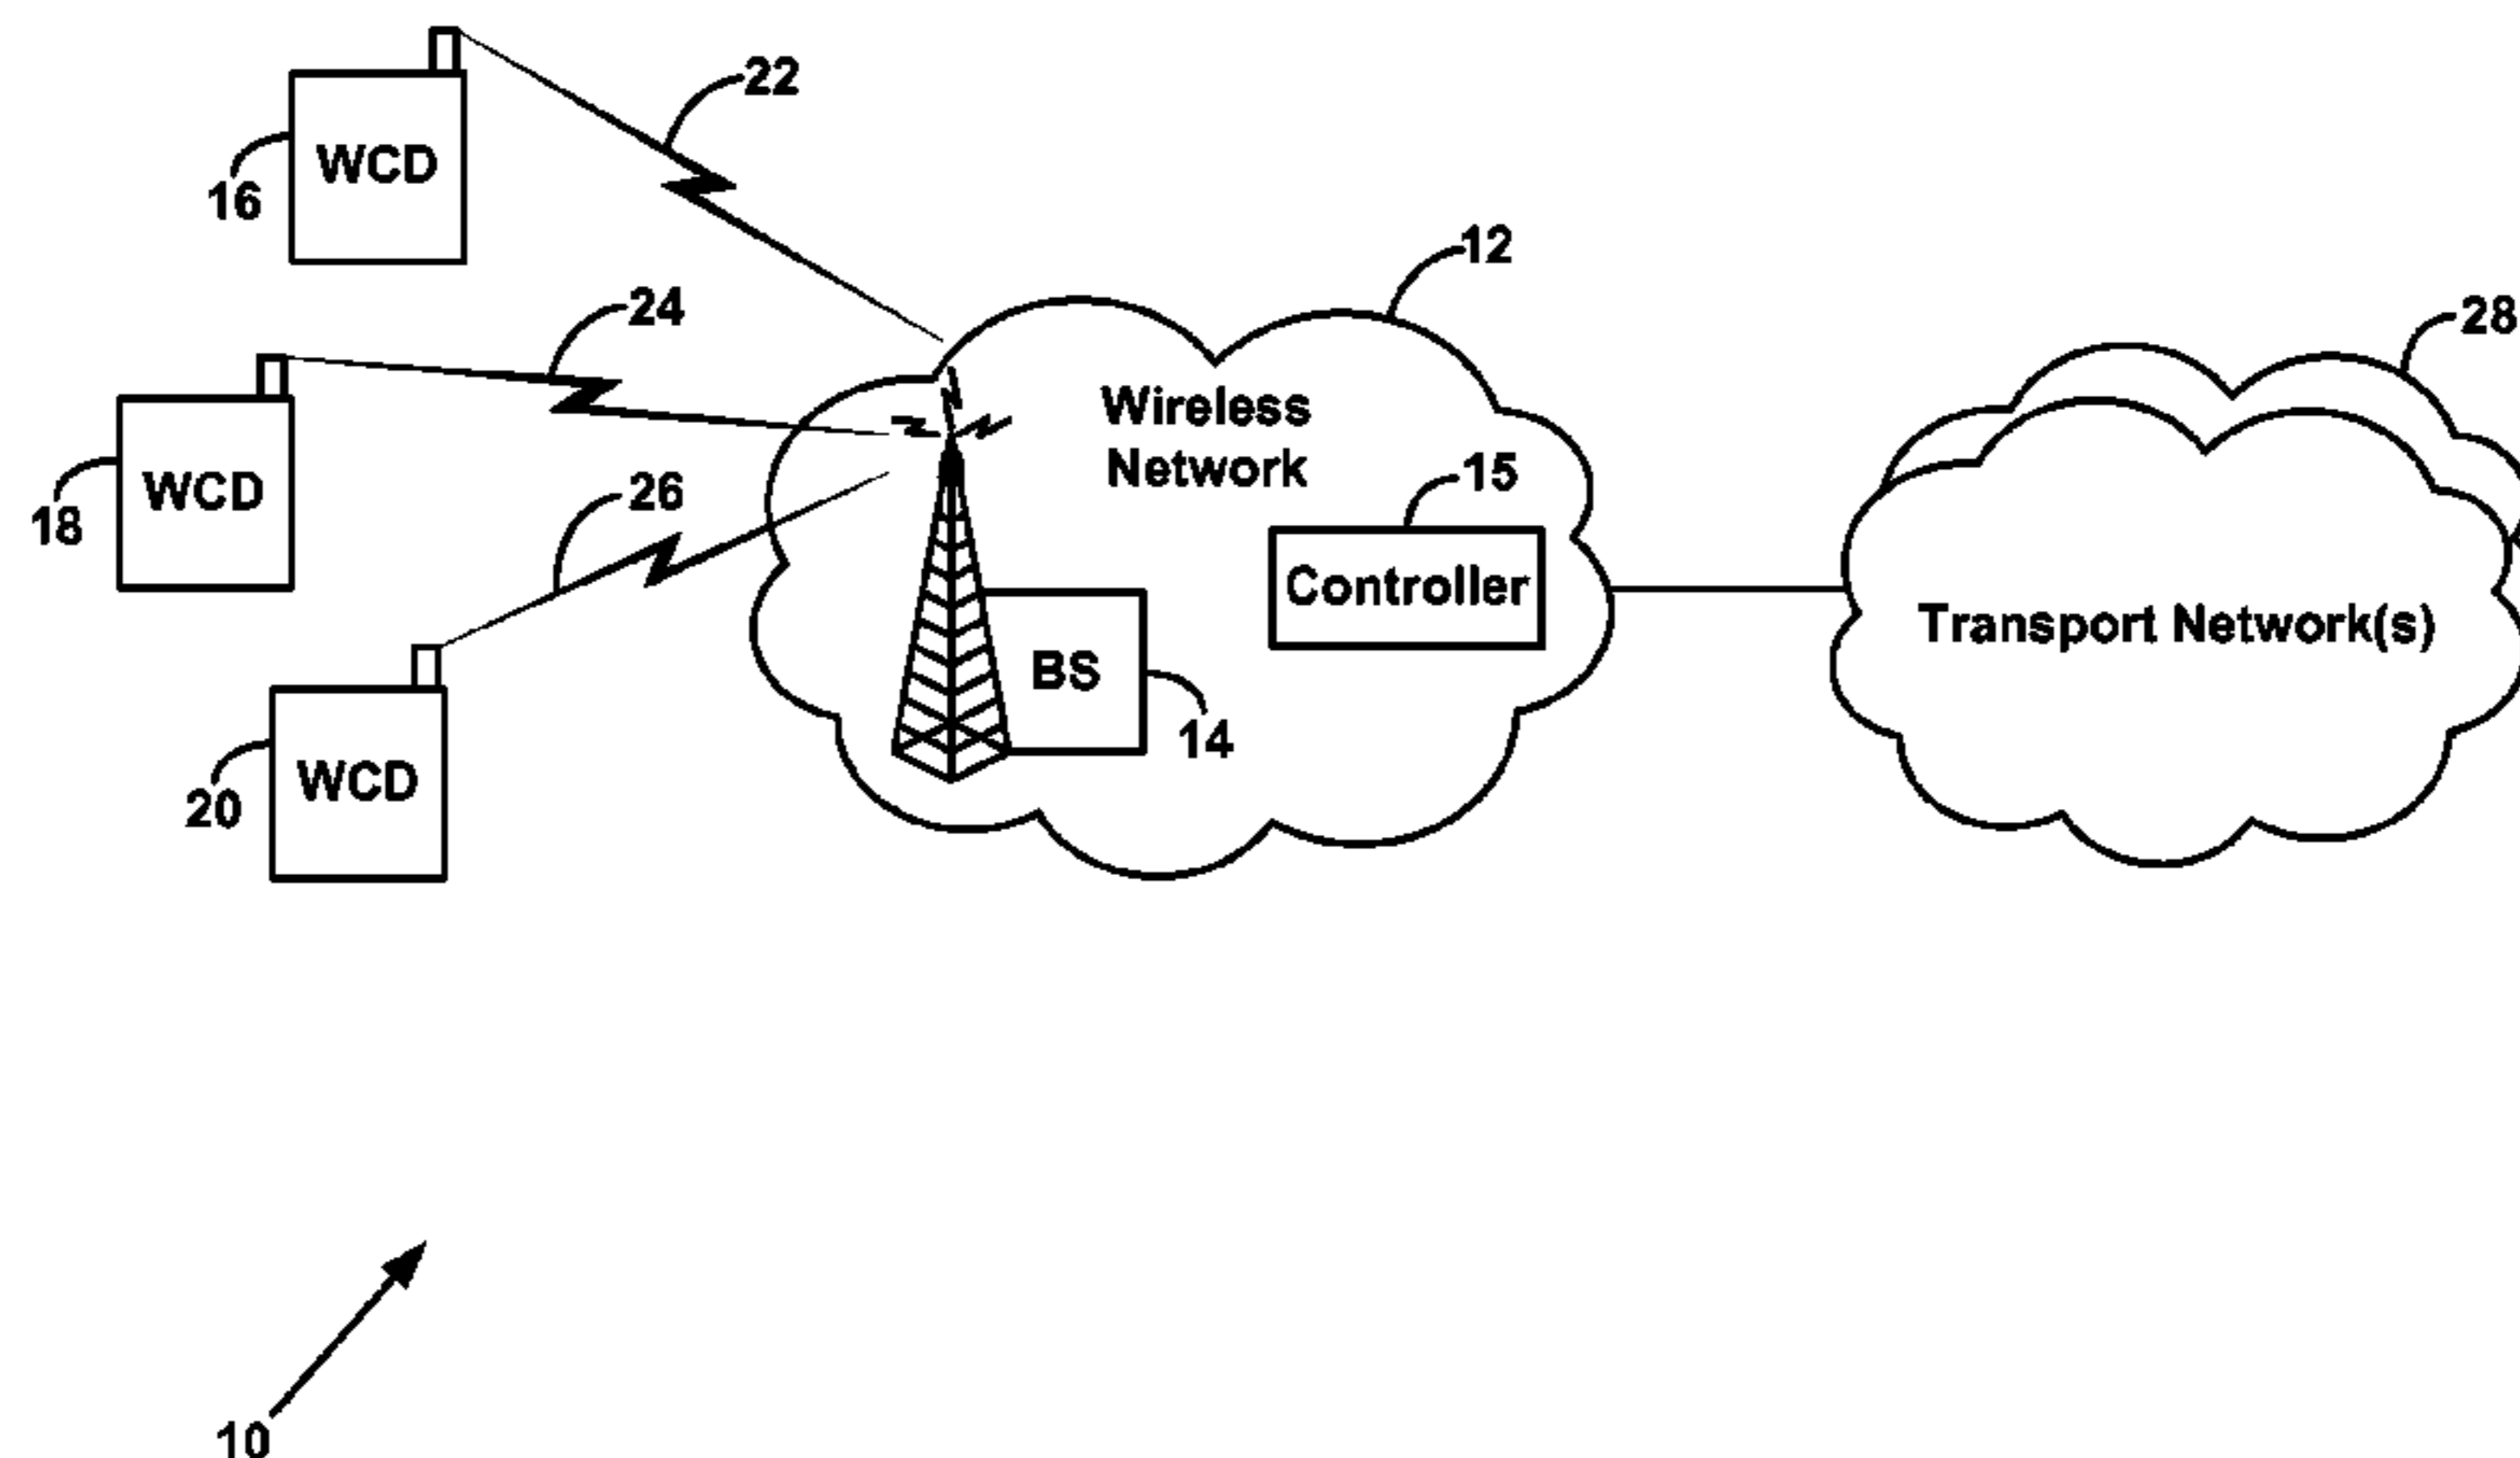 22
WCD
16
12
24
28
Wireless
Network
15
26
WCD
18
Controller
Transport Network(s)
BS
14
WCD
20
10